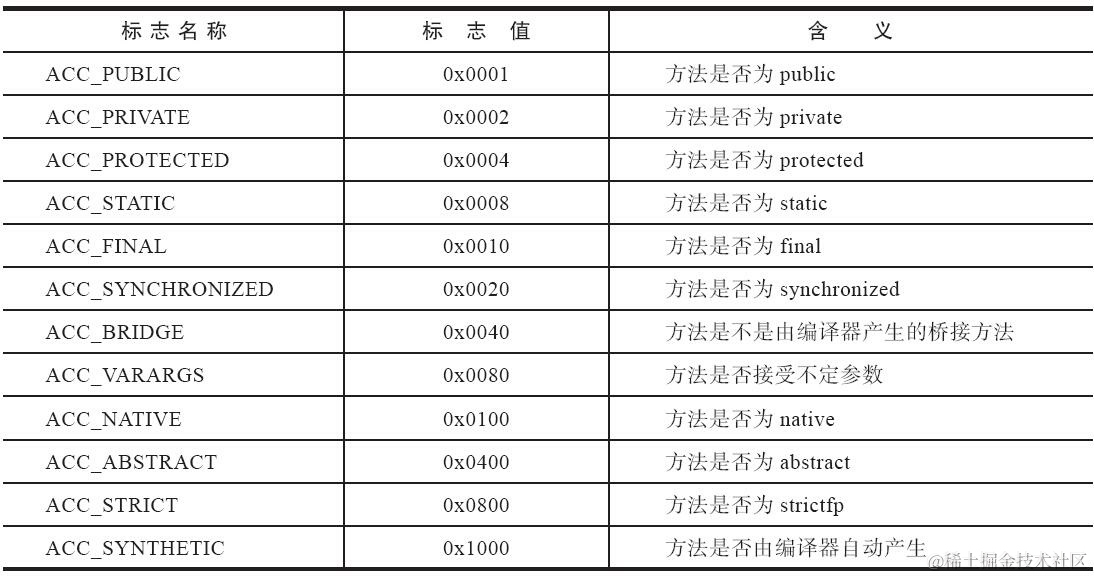 标志名称 标志值 含义
ACC_PUBLIC 0x0001 方法是否为 public
ACC_PRIVATE 0x0002 方法是否为 private
ACC_PROTECTED 0x0004 方法是否为 protected
ACC_STATIC 0x0008 方法是否为 static
ACC_FINAL 0x0010 方法是否为 final
ACC_SYNCHRONIZED 0x0020 方法是否为 synchronized
ACC_BRIDGE 0x0040 方法是不是由编译器产生的桥接方法
ACC_VARARGS 0x0080 方法是否接受不定参数
ACC_NATIVE 0x0100 方法是否为 native
ACC_ABSTRACT 0x0400 方法是否为 abstract
ACC_STRICT 0x0800 方法是否为 strictfp
ACC_SYNTHETIC 0x1000 方法是否由编译器自动产生
@稀土掘金技术社区